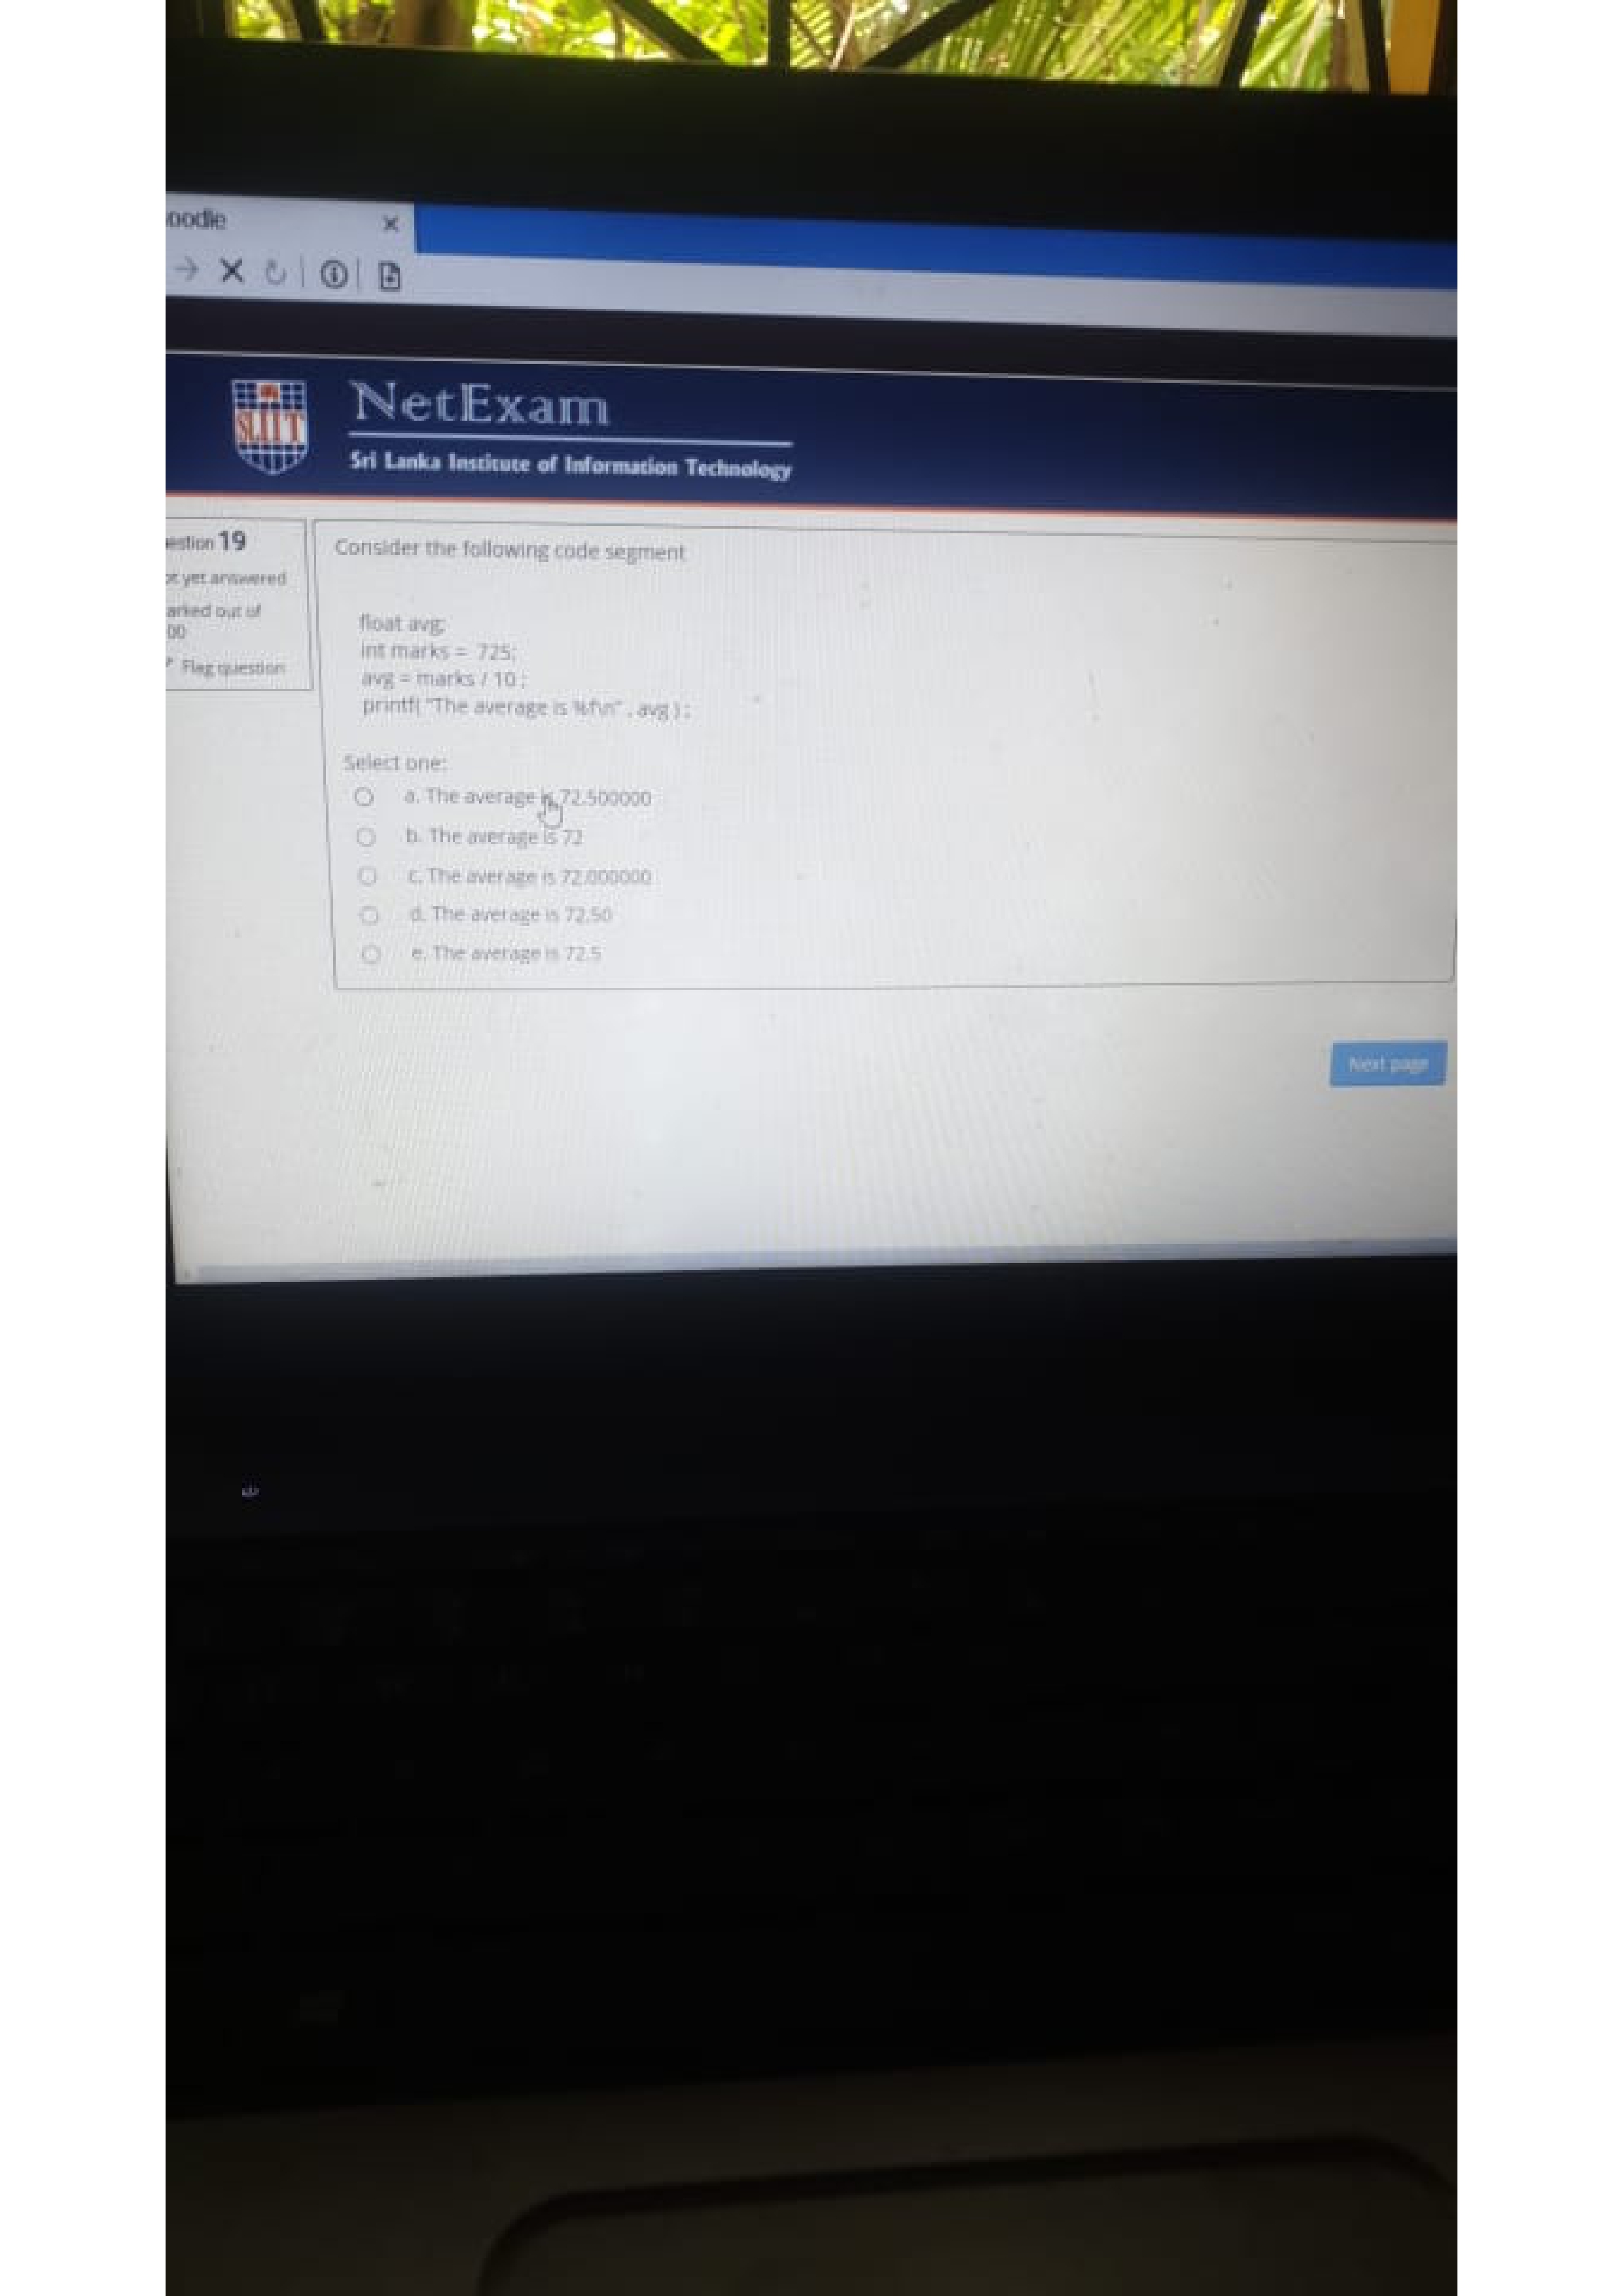 oodle
NetExam
SLIIT
Sri Lanka Institute of Information Technology
estion 19
ot yet answered
arked out of
00
Flag question
Consider the following code segment
float avg;
int marks = 725;
avg = marks / 10 ;
printf( "The average is %f\n" , avg ) ;
Select one:
a. The average is 72.500000
b. The average is 72
c. The average is 72.000000
d. The average is 72.50
e. The average is 72.5
Next page